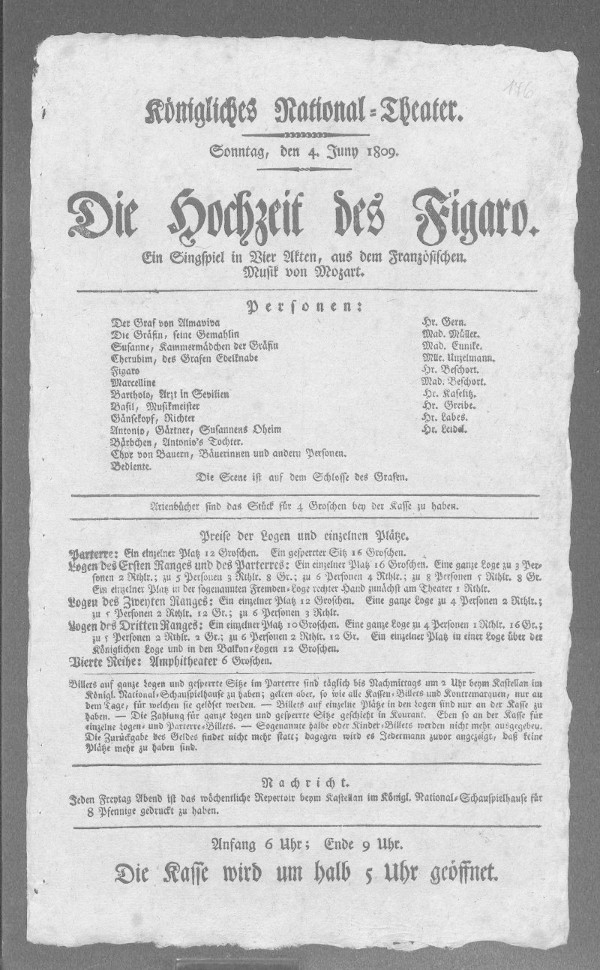 176
Königliches National-Theater.
Sonntag, den 4. Juny 1809.
Die Hochzeit des Figaro.
Ein Singspiel in Vier Akten, aus dem Französischen.
Musik von Mozart.
Personen:
Der Graf von Almaviva Hr. Gern.
Die Gräfin, seine Gemahlin Mad. Müller.
Susanne, Kammermädchen der Gräfin Mad. Eunike.
Cherubim, des Grafen Edelknabe Mlle. Unzelmann.
Figaro Hr. Beschort.
Marcelline Mad. Beschort.
Bartholo, Arzt in Sevilien Hr. Kaselitz.
Basil, Musikmeister Hr. Greibe.
Gänsekopf, Richter Hr. Labes.
Antonio, Gärtner, Susannens Oheim Hr. Leidel.
Bärbchen, Antonio's Tochter.
Chor von Bauern, Bäuerinnen und andern Personen.
Bediente.
Die Scene ist auf dem Schlosse des Grafen.
Arienbücher sind das Stück für 4 Groschen bey der Kasse zu haben.
Preise der Logen und einzelnen Plätze.
Parterre: Ein einzelner Platz 12 Groschen. Ein gesperrter Sitz 16 Groschen.
Logen des Ersten Ranges und des Parterres: Ein einzelner Platz 16 Groschen. Eine ganze Loge zu 3 Per-
sonen 2 Rthlr.; zu 5 Personen 3 Rthlr. 8 Gr.; zu 6 Personen 4 Rthlr.; zu 8 Personen 5 Rthlr. 8 Gr.
Ein einzelner Platz in der sogenannten Fremden-Loge rechter Hand zunächst am Theater 1 Rthlr.
Logen des Zweyten Ranges: Ein einzelner Platz 12 Groschen. Eine ganze Loge zu 4 Personen 2 Rthlr.;
zu 5 Personen 2 Rthlr. 12 Gr.; zu 6 Personen 3 Rthlr.
Logen des Dritten Ranges: Ein einzelner Platz 10 Groschen. Eine ganze Loge zu 4 Personen 1 Rthlr. 16 Gr.;
zu 5 Personen 2 Rthlr. 2 Gr.; zu 6 Personen 2 Rthlr. 12 Gr. Ein einzelner Platz in einer Loge über der
Königlichen Loge und in den Balkon-Logen 12 Groschen.
Vierte Reihe: Amphitheater 6 Groschen.
Billets auf ganze Logen und gesperrte Sitze im Parterre sind täglich bis Nachmittags um 2 Uhr beym Kastellan im
Königl. National-Schauspielhause zu haben; gelten aber, so wie alle Kassen-Billets und Kontremarquen, nur an
dem Tage, für welchen sie gelöset werden. — Billets auf einzelne Plätze in den Logen sind nur an der Kasse zu
haben. — Die Zahlung für ganze Logen und gesperrte Sitze geschieht in Kourant. Eben so an der Kasse für
einzelne Logen- und Parterre-Billets. — Sogenannte halbe oder Kinder-Billets werden nicht mehr ausgegeben.
Die Zurückgabe des Geldes findet nicht mehr statt; dagegen wird es Jedermann zuvor angezeigt, daß keine
Plätze mehr zu haben sind.
Nachricht.
Jeden Freytag Abend ist das wöchentliche Repertoir beym Kastellan im Königl. National-Schauspielhause für
8 Pfennige gedruckt zu haben.
Anfang 6 Uhr; Ende 9 Uhr.
Die Kasse wird um halb 5 Uhr geöffnet.